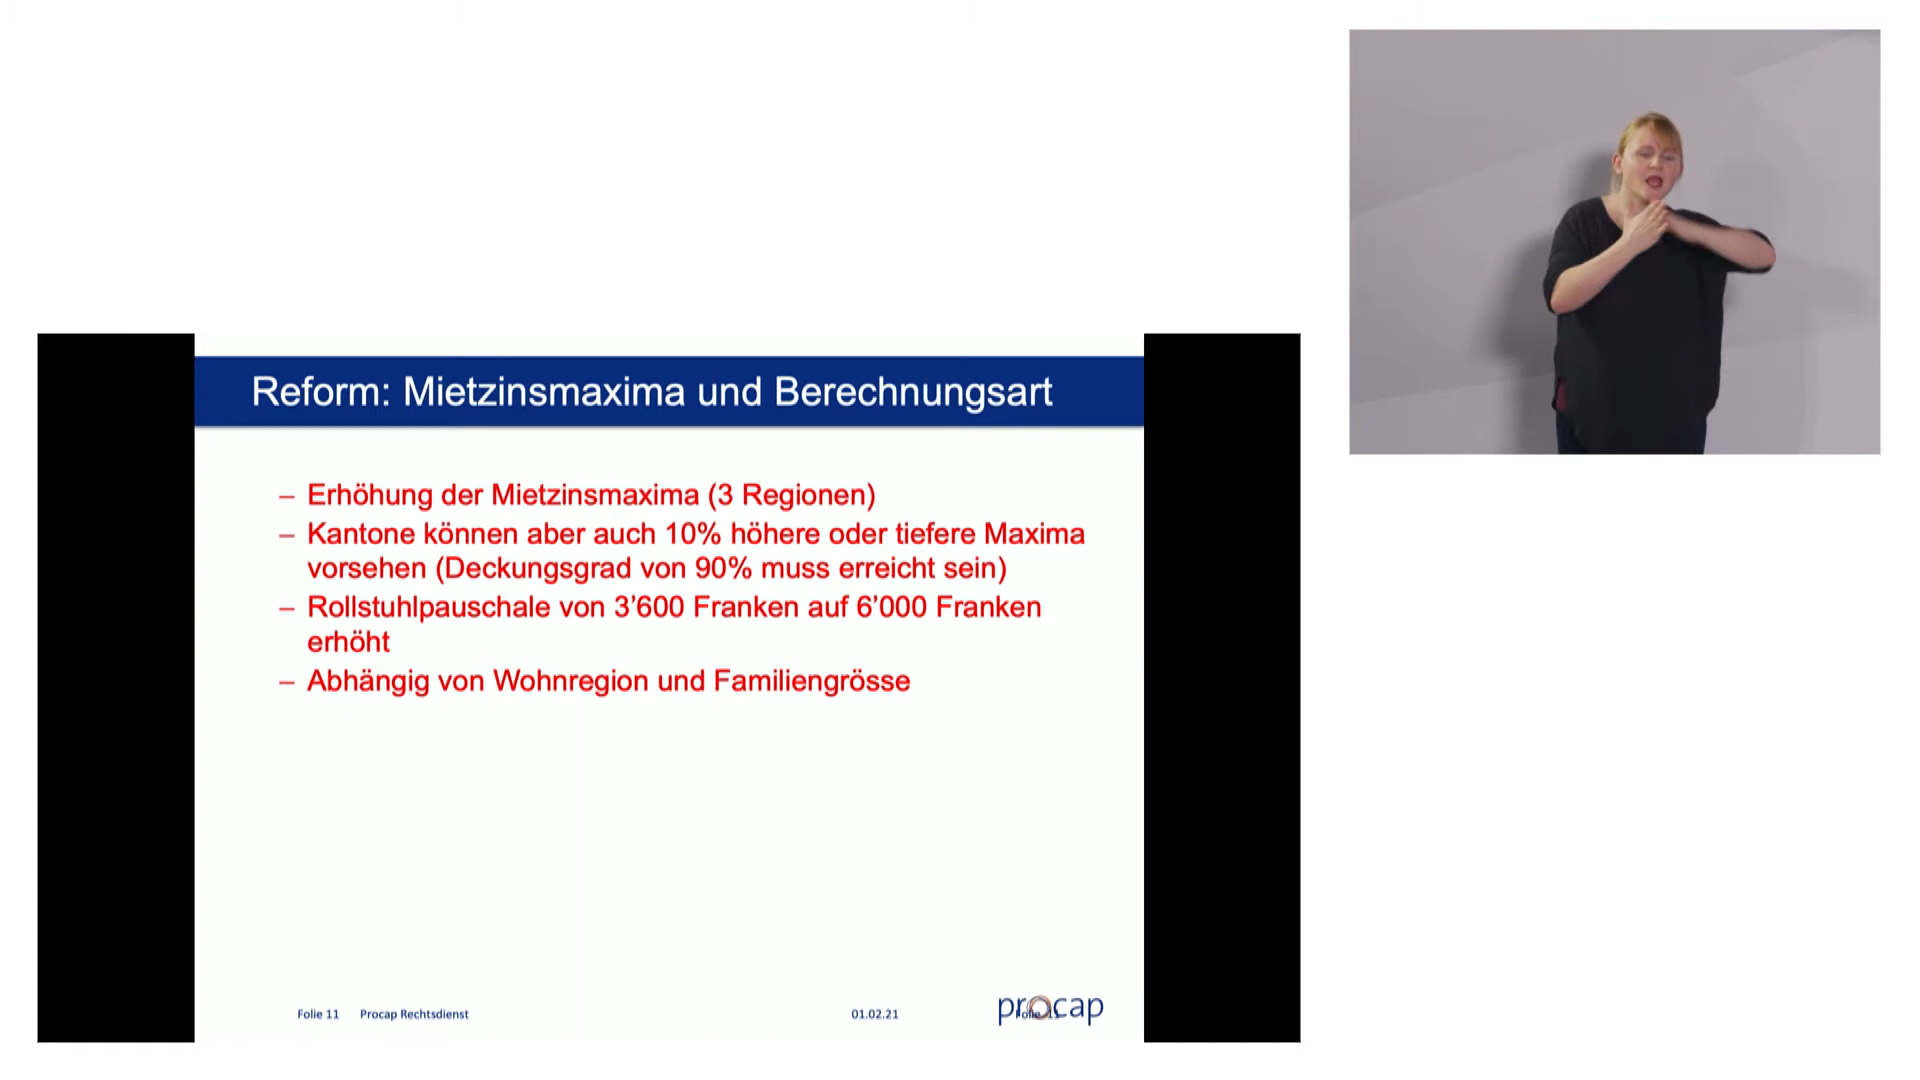 Reform: Mietzinsmaxima und Berechnungsart
– Erhöhung der Mietzinsmaxima (3 Regionen)
– Kantone können aber auch 10% höhere oder tiefere Maxima
vorsehen (Deckungsgrad von 90% muss erreicht sein)
– Rollstuhlpauschale von 3’600 Franken auf 6’000 Franken
erhöht
– Abhängig von Wohnregion und Familiengrösse
Folie 11 Procap Rechtsdienst 01.02.21 procap
Folie 11